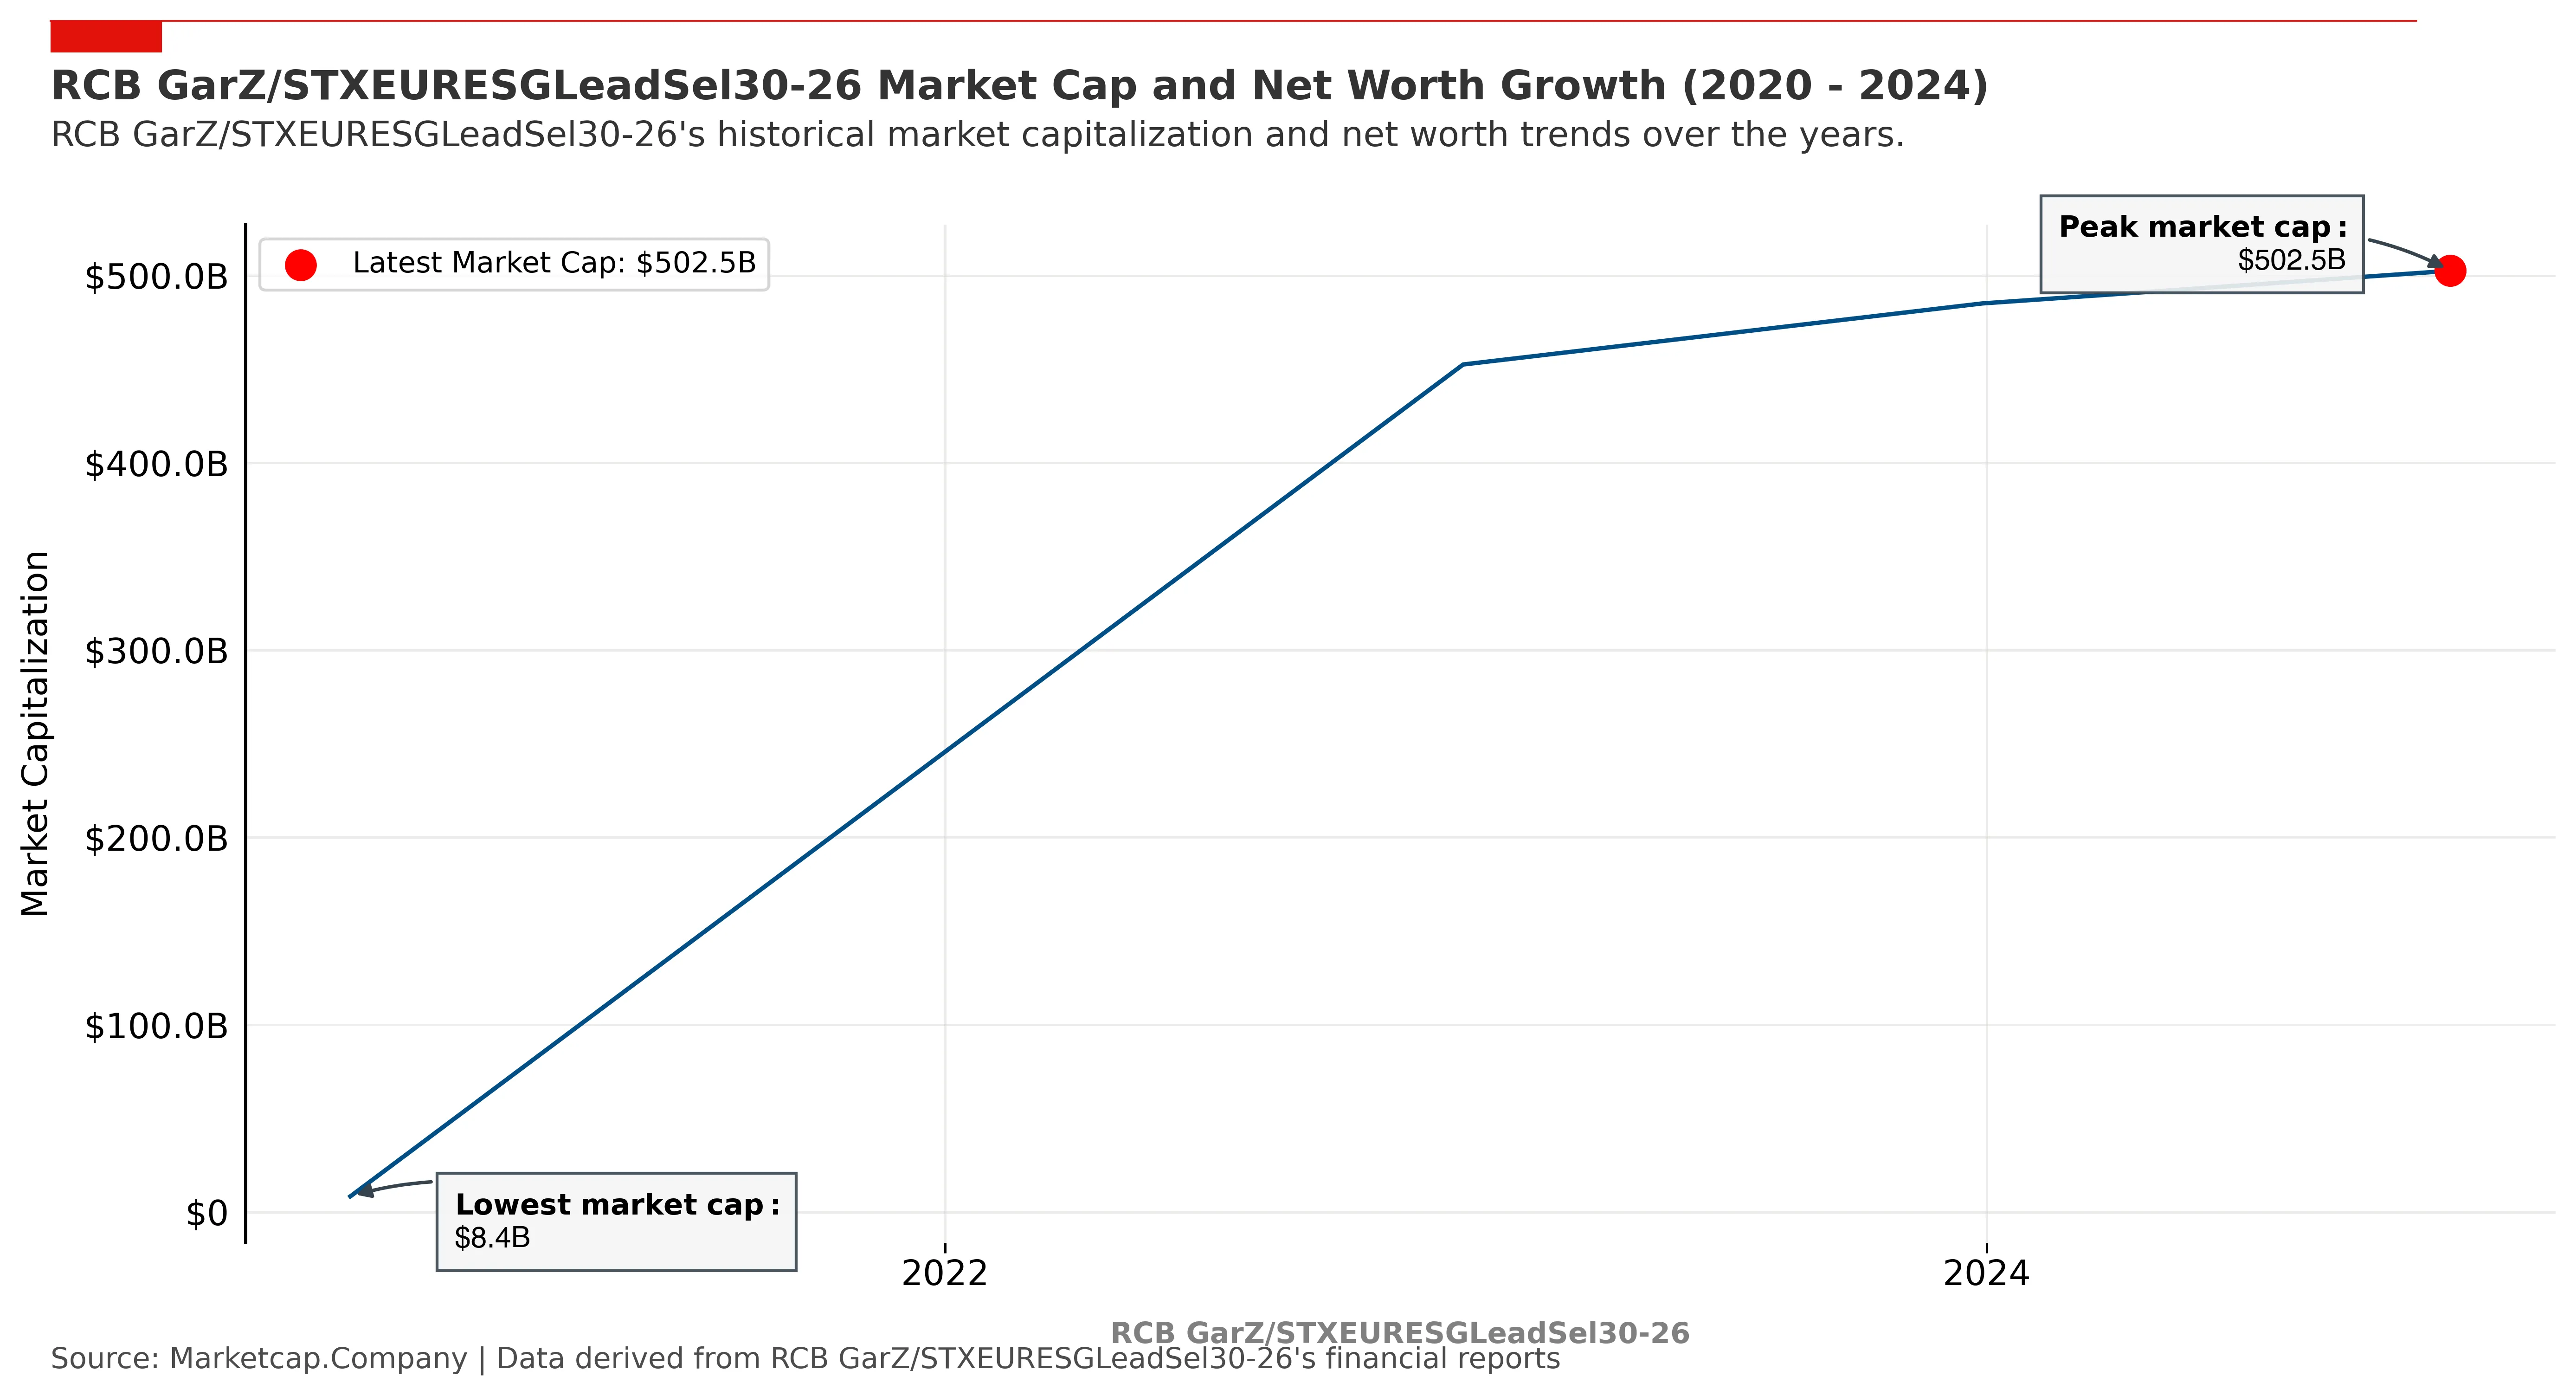 RCB GarZ/STXEURESGLeadSel30-26 Market Cap and Net Worth Growth (2020 - 2024)
RCB GarZ/STXEURESGLeadSel30-26's historical market capitalization and net worth trends over the years.
Peak market cap:
$502.5B
Latest Market Cap: $502.5B
$500.0B
$400.0B
$300.0B
$200.0B
$100.0B
$0
Market Capitalization
Lowest market cap:
$8.4B
2022
2024
RCB GarZ/STXEURESGLeadSel30-26
Source: Marketcap.Company | Data derived from RCB GarZ/STXEURESGLeadSel30-26's financial reports